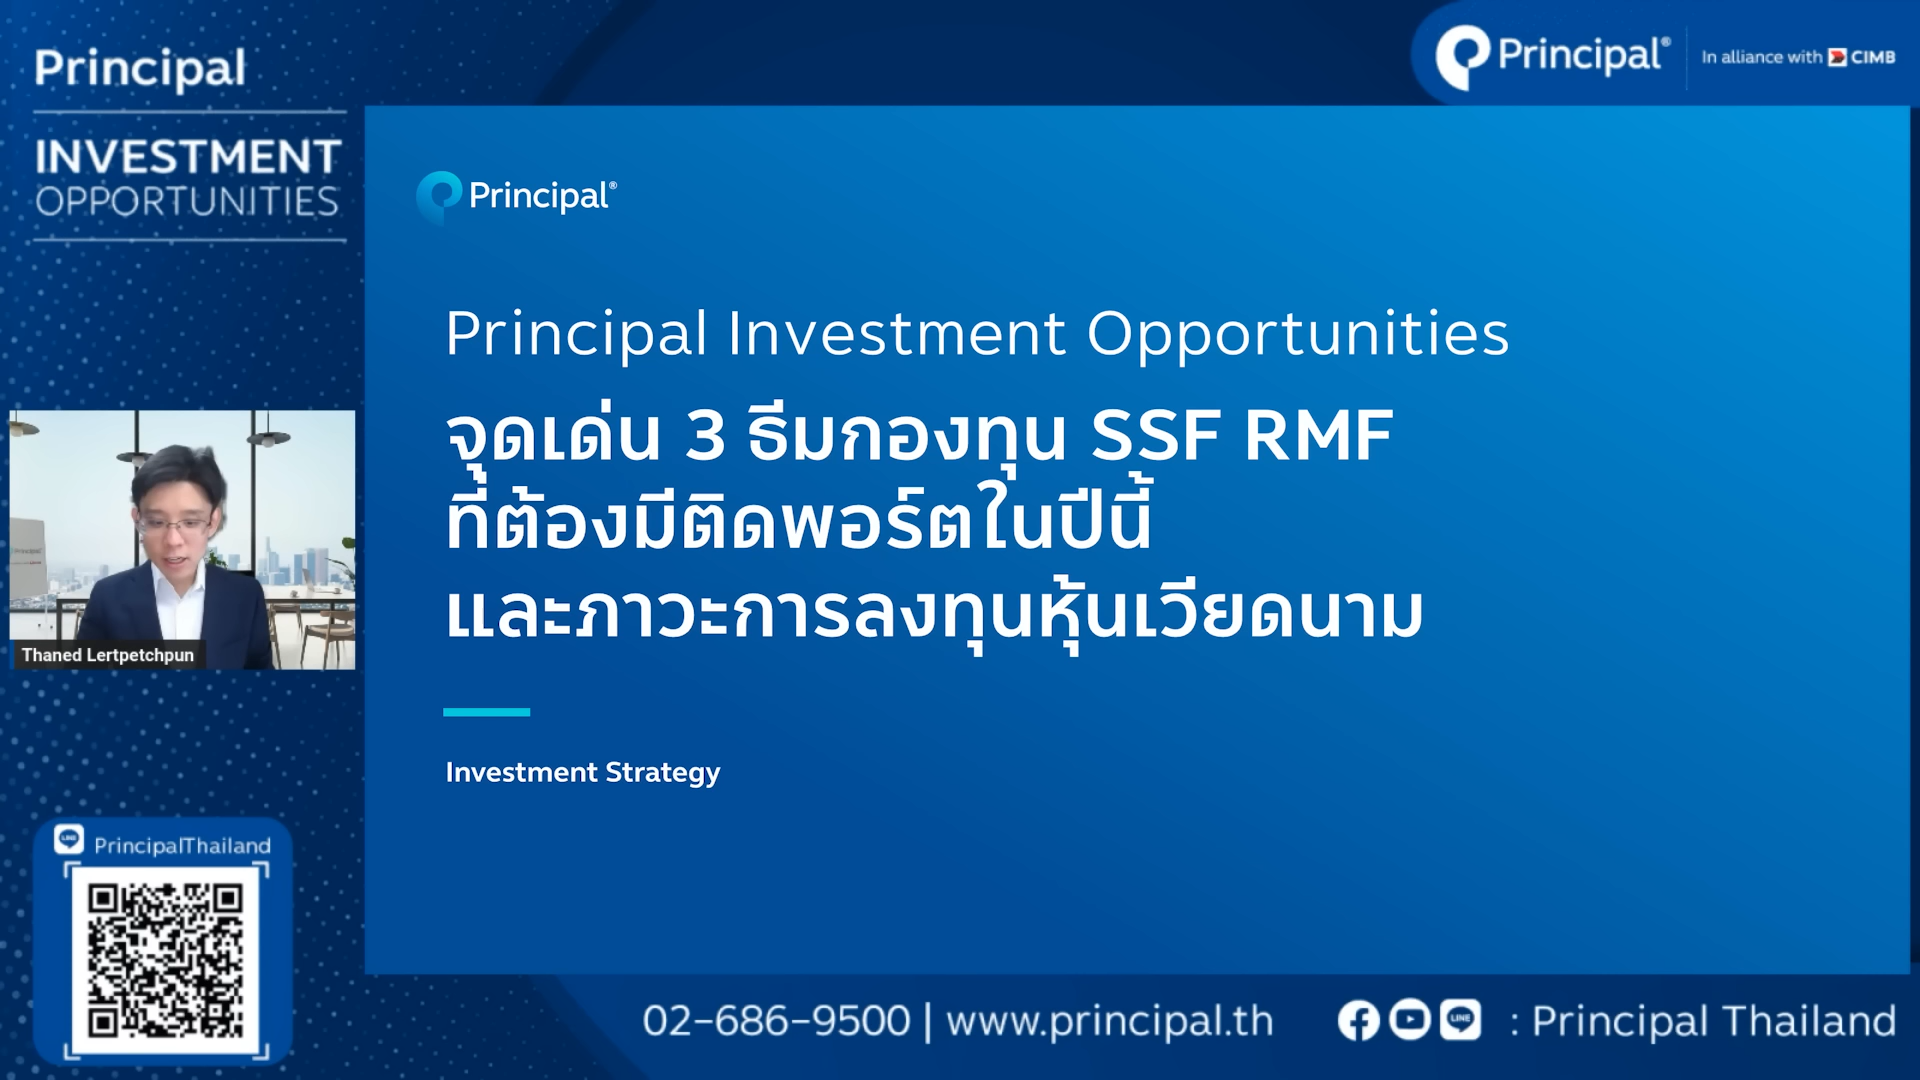 Principal
INVESTMENT
OPPORTUNITIES
Principal®
In alliance with CIMB
Principal®
Principal Investment Opportunities
จุดเด่น 3 ธีมกองทุน SSF RMF
ที่ต้องมีติดพอร์ตในปีนี้
และภาวะการลงทุนหุ้นเวียดนาม
Investment Strategy
Thaned Lertpetchpun
LINE PrincipalThailand
02-686-9500 | www.principal.th
LINE : Principal Thailand